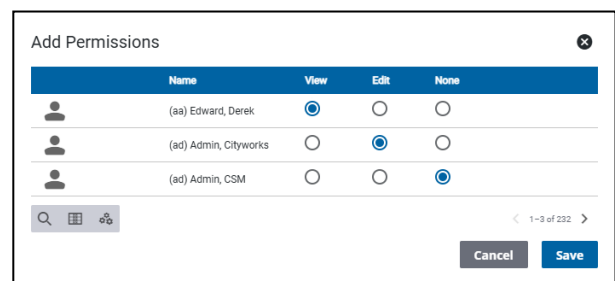 Add Permissions
Name View Edit None
(aa) Edward, Derek
(ad) Admin, Cityworks
(ad) Admin, CSM
1–3 of 232
Cancel Save